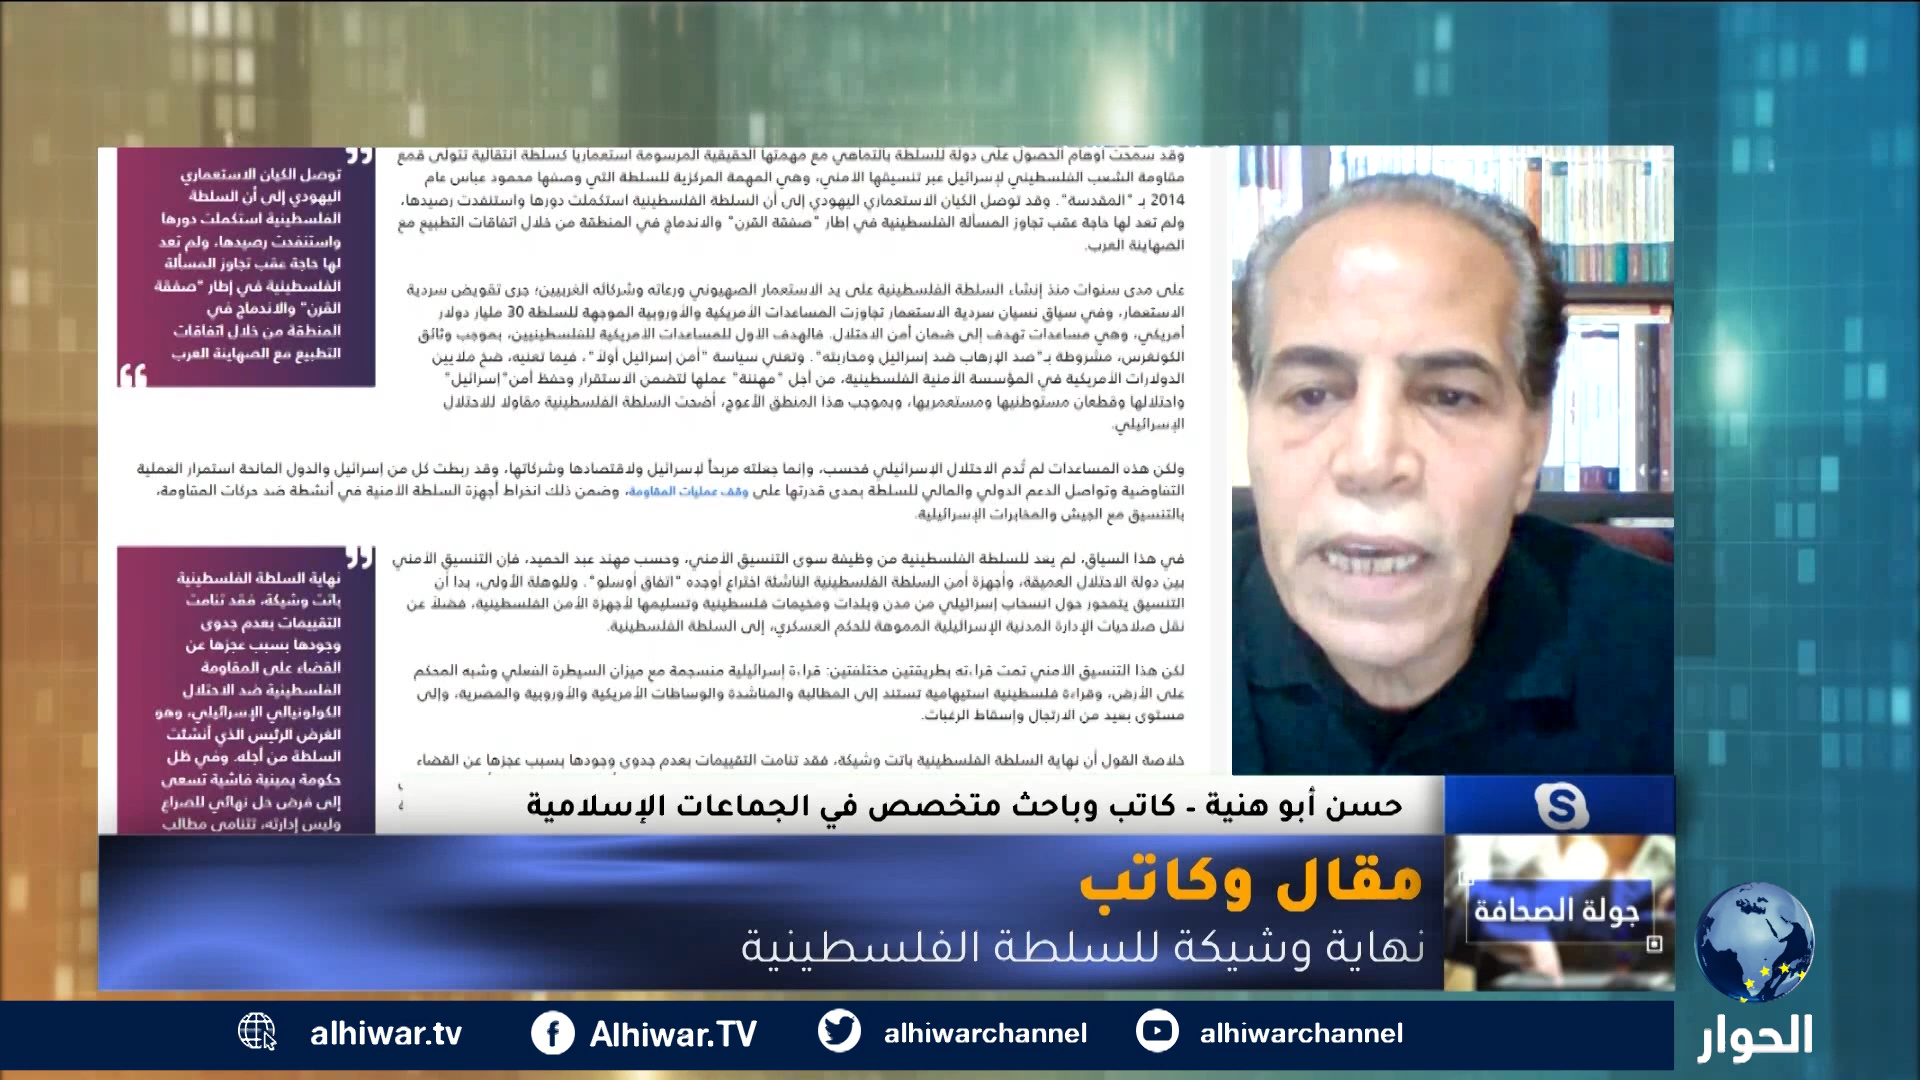 وقد سمحت أوهام الحصول على دولة للسلطة بالتماهي مع مهمتها الحقيقية المرسومة استعماريا كسلطة انتقالية تتولى قمع
مقاومة الشعب الفلسطيني لإسرائيل عبر تنسيقها الأمني، وهي المهمة المركزية للسلطة التي وصفها محمود عباس عام
2014 بـ "المقدسة". وقد توصل الكيان الاستعماري اليهودي إلى أن السلطة الفلسطينية استكملت دورها واستنفدت رصيدها،
ولم تعد لها حاجة عقب تجاوز المسألة الفلسطينية في إطار "صفقة القرن" والاندماج في المنطقة من خلال اتفاقات التطبيع مع
الصهاينة العرب.
على مدى سنوات منذ إنشاء السلطة الفلسطينية على يد الاستعمار الصهيوني ورعاته وشركائه الغربيين؛ جرى تقويض سردية
الاستعمار، وفي سياق نسيان سردية الاستعمار تجاوزت المساعدات الأمريكية والأوروبية الموجهة للسلطة 30 مليار دولار
أمريكي، وهي مساعدات تهدف إلى ضمان أمن الاحتلال. فالهدف الأول للمساعدات الأمريكية للفلسطينيين، بموجب وثائق
الكونغرس، مشروطة بـ"صد الإرهاب ضد إسرائيل ومحاربته". وتعني سياسة "أمن إسرائيل أولاً"، فيما تعنيه، ضخ ملايين
الدولارات الأمريكية في المؤسسة الأمنية الفلسطينية، من أجل "مهننة" عملها لتضمن الاستقرار وحفظ أمن"إسرائيل"
واحتلالها وقطعان مستوطنيها ومستعمريها، وبموجب هذا المنطق الأعوج، أضحت السلطة الفلسطينية مقاولا للاحتلال
الإسرائيلي.
ولكن هذه المساعدات لم تُدم الاحتلال الإسرائيلي فحسب، وإنما جعلته مربحاً لإسرائيل ولاقتصادها وشركاتها، وقد ربطت كل من إسرائيل والدول المانحة استمرار العملية
التفاوضية وتواصل الدعم الدولي والمالي للسلطة بمدى قدرتها على وقف عمليات المقاومة، وضمن ذلك انخراط أجهزة السلطة الأمنية في أنشطة ضد حركات المقاومة،
بالتنسيق مع الجيش والمخابرات الإسرائيلية.
في هذا السياق، لم يعد للسلطة الفلسطينية من وظيفة سوى التنسيق الأمني، وحسب مهند عبد الحميد، فإن التنسيق الأمني
بين دولة الاحتلال العميقة، وأجهزة أمن السلطة الفلسطينية الناشئة اختراع أوجده "اتفاق أوسلو". وللوهلة الأولى، بدا أن
التنسيق يتمحور حول انسحاب إسرائيلي من مدن وبلدات ومخيمات فلسطينية وتسليمها لأجهزة الأمن الفلسطينية، فضلاً عن
نقل صلاحيات الإدارة المدنية الإسرائيلية المموهة للحكم العسكري، إلى السلطة الفلسطينية.
لكن هذا التنسيق الأمني تمت قراءته بطريقتين مختلفتين: قراءة إسرائيلية منسجمة مع ميزان السيطرة الفعلي وشبه المحكم
على الأرض، وقراءة فلسطينية استيهامية تستند إلى المطالبة والمناشدة والوساطات الأمريكية والأوروبية والمصرية، وإلى
مستوى بعيد من الارتجال وإسقاط الرغبات.
خلاصة القول أن نهاية السلطة الفلسطينية باتت وشيكة، فقد تنامت التقييمات بعدم جدوى وجودها بسبب عجزها عن القضاء
توصل الكيان الاستعماري
اليهودي إلى أن السلطة
الفلسطينية استكملت دورها
واستنفدت رصيدها، ولم تعد
لها حاجة عقب تجاوز المسألة
الفلسطينية في إطار "صفقة
القرن" والاندماج في
المنطقة من خلال اتفاقات
التطبيع مع الصهاينة العرب
نهاية السلطة الفلسطينية
باتت وشيكة، فقد تنامت
التقييمات بعدم جدوى
وجودها بسبب عجزها عن
القضاء على المقاومة
الفلسطينية ضد الاحتلال
الكولونيالي الإسرائيلي، وهو
الغرض الرئيس الذي أنشئت
السلطة من أجله. وفي ظل
حكومة يمينية فاشية تسعى
إلى فرض حل نهائي للصراع
وليس إدارته، تتنامى مطالب
حسن أبو هنية - كاتب وباحث متخصص في الجماعات الإسلامية
مقال وكاتب
نهاية وشيكة للسلطة الفلسطينية
جولة الصحافة
الحوار
alhiwar.tv
Alhiwar.TV
alhiwarchannel
alhiwarchannel